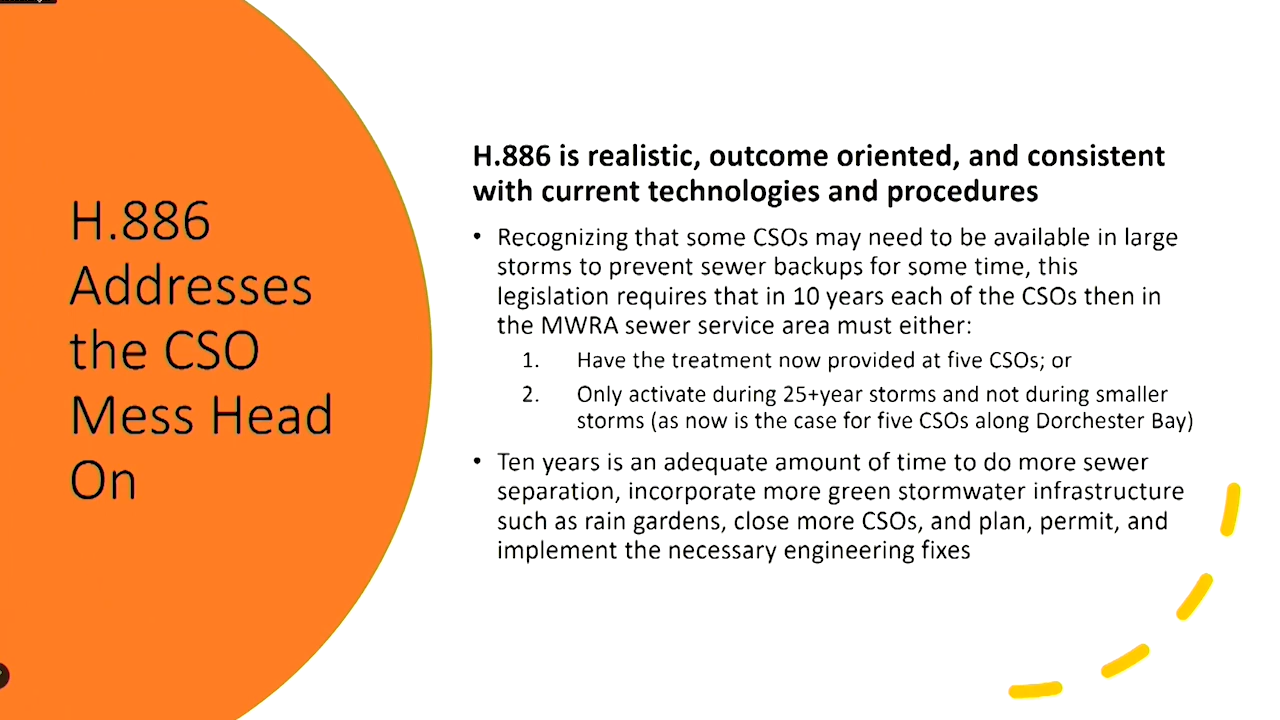 H.886
Addresses
the CSO
Mess Head
On
H.886 is realistic, outcome oriented, and consistent
with current technologies and procedures
• Recognizing that some CSOs may need to be available in large
storms to prevent sewer backups for some time, this
legislation requires that in 10 years each of the CSOs then in
the MWRA sewer service area must either:
1. Have the treatment now provided at five CSOs; or
2. Only activate during 25+year storms and not during smaller
storms (as now is the case for five CSOs along Dorchester Bay)
• Ten years is an adequate amount of time to do more sewer
separation, incorporate more green stormwater infrastructure
such as rain gardens, close more CSOs, and plan, permit, and
implement the necessary engineering fixes